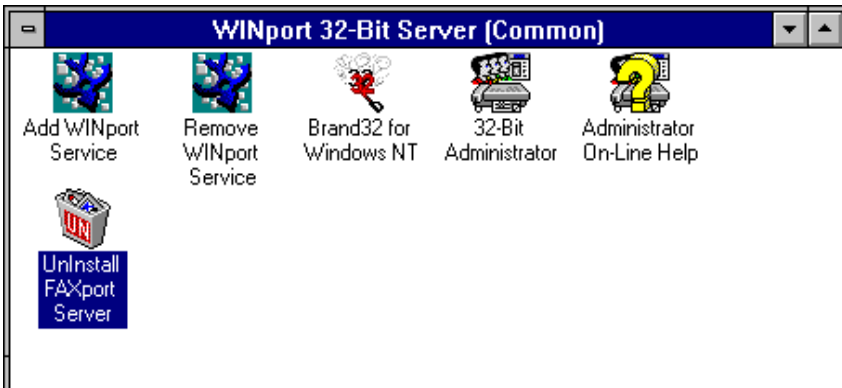 WINport 32-Bit Server (Common)
Add WINport
Service
Remove
WINport
Service
Brand32 for
Windows NT
32-Bit
Administrator
Administrator
On-Line Help
UN
UnInstall
FAXport
Server